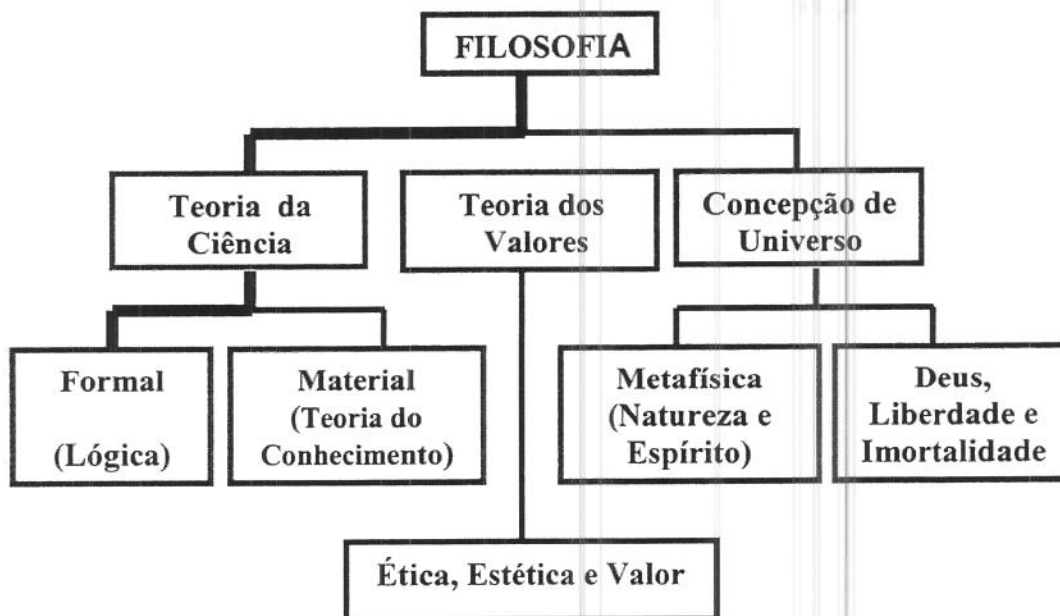 FILOSOFIA
Teoria da
Ciência
Teoria dos
Valores
Concepção de
Universo
Formal
(Lógica)
Material
(Teoria do
Conhecimento)
Metafísica
(Natureza e
Espírito)
Deus,
Liberdade e
Imortalidade
Ética, Estética e Valor